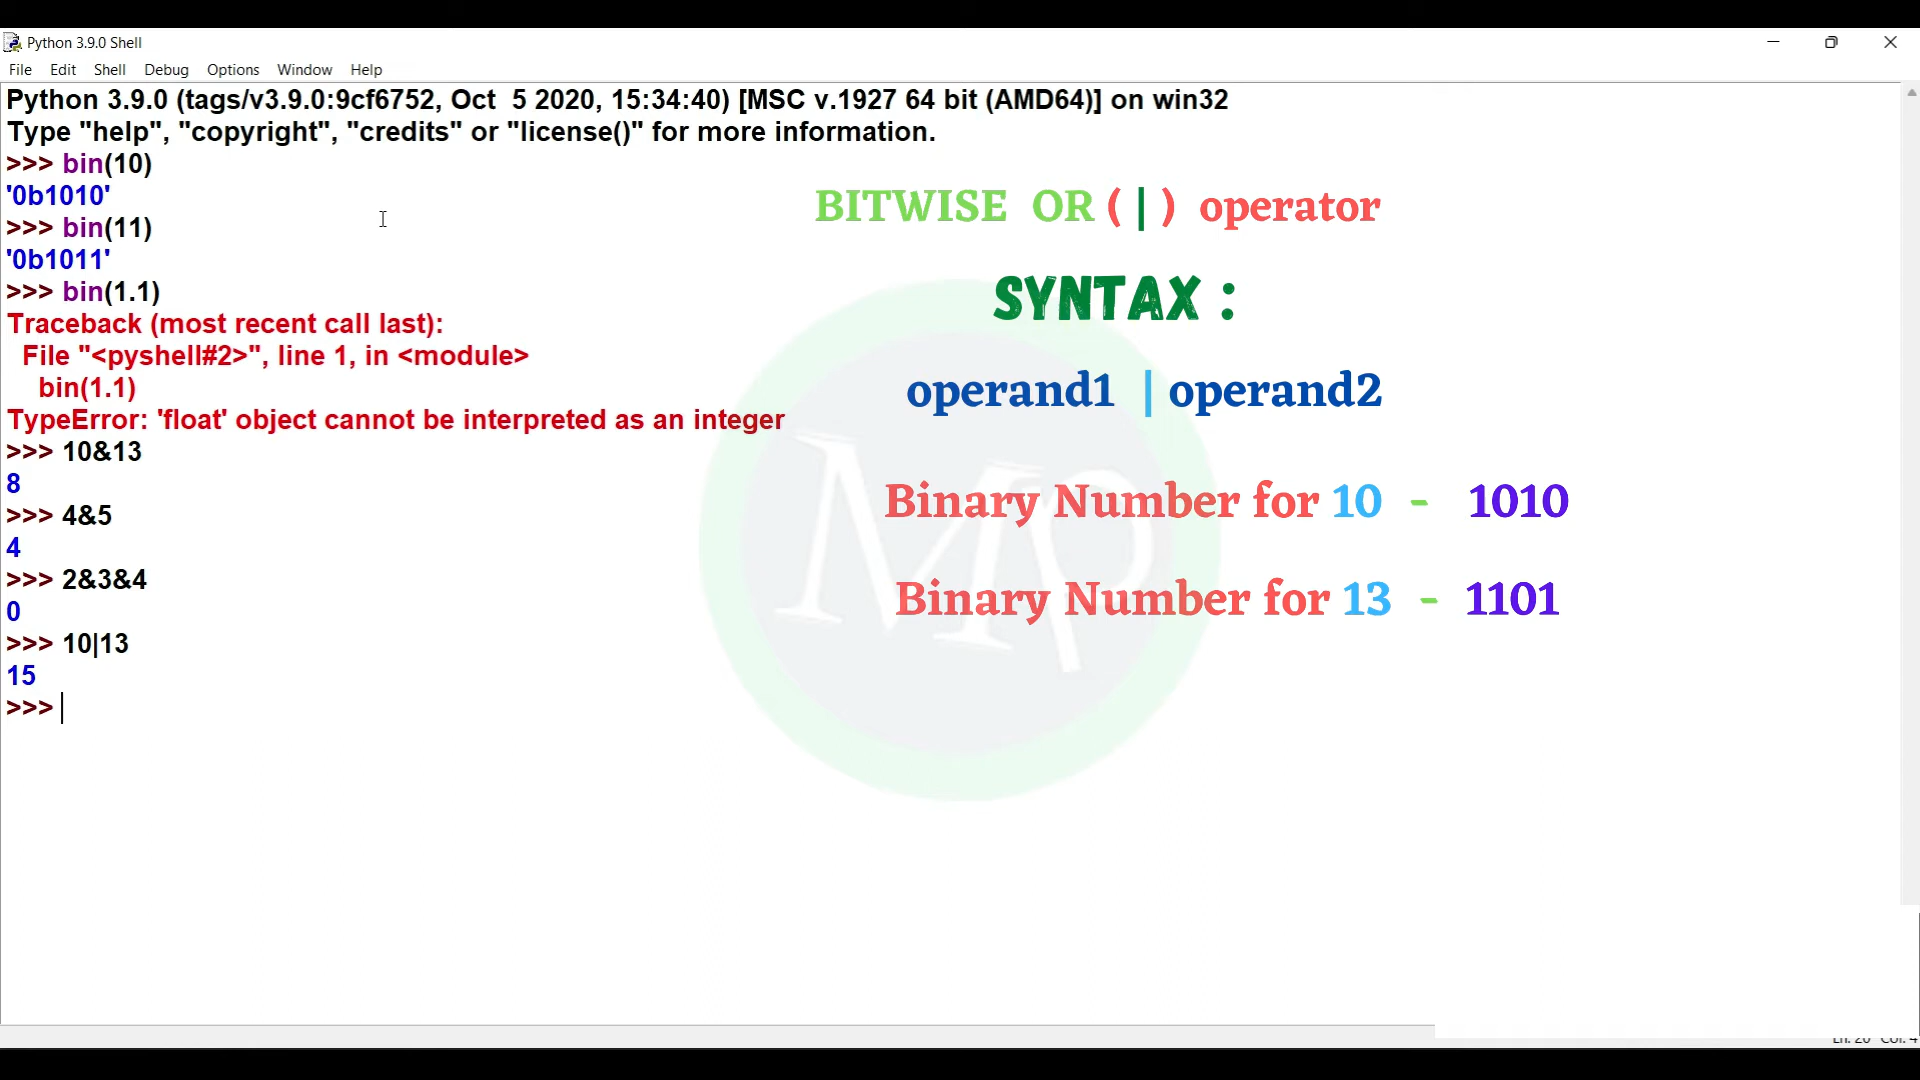 Python 3.9.0 Shell
File Edit Shell Debug Options Window Help
Python 3.9.0 (tags/v3.9.0:9cf6752, Oct  5 2020, 15:34:40) [MSC v.1927 64 bit (AMD64)] on win32
Type "help", "copyright", "credits" or "license()" for more information.
>>> bin(10)
'0b1010'
>>> bin(11)
'0b1011'
>>> bin(1.1)
Traceback (most recent call last):
  File "<pyshell#2>", line 1, in <module>
    bin(1.1)
TypeError: 'float' object cannot be interpreted as an integer
>>> 10&13
8
>>> 4&5
4
>>> 2&3&4
0
>>> 10|13
15
>>>
BITWISE OR ( | ) operator
SYNTAX :
operand1 | operand2
Binary Number for 10 - 1010
Binary Number for 13 - 1101
MP
Ln: 20 Col: 4